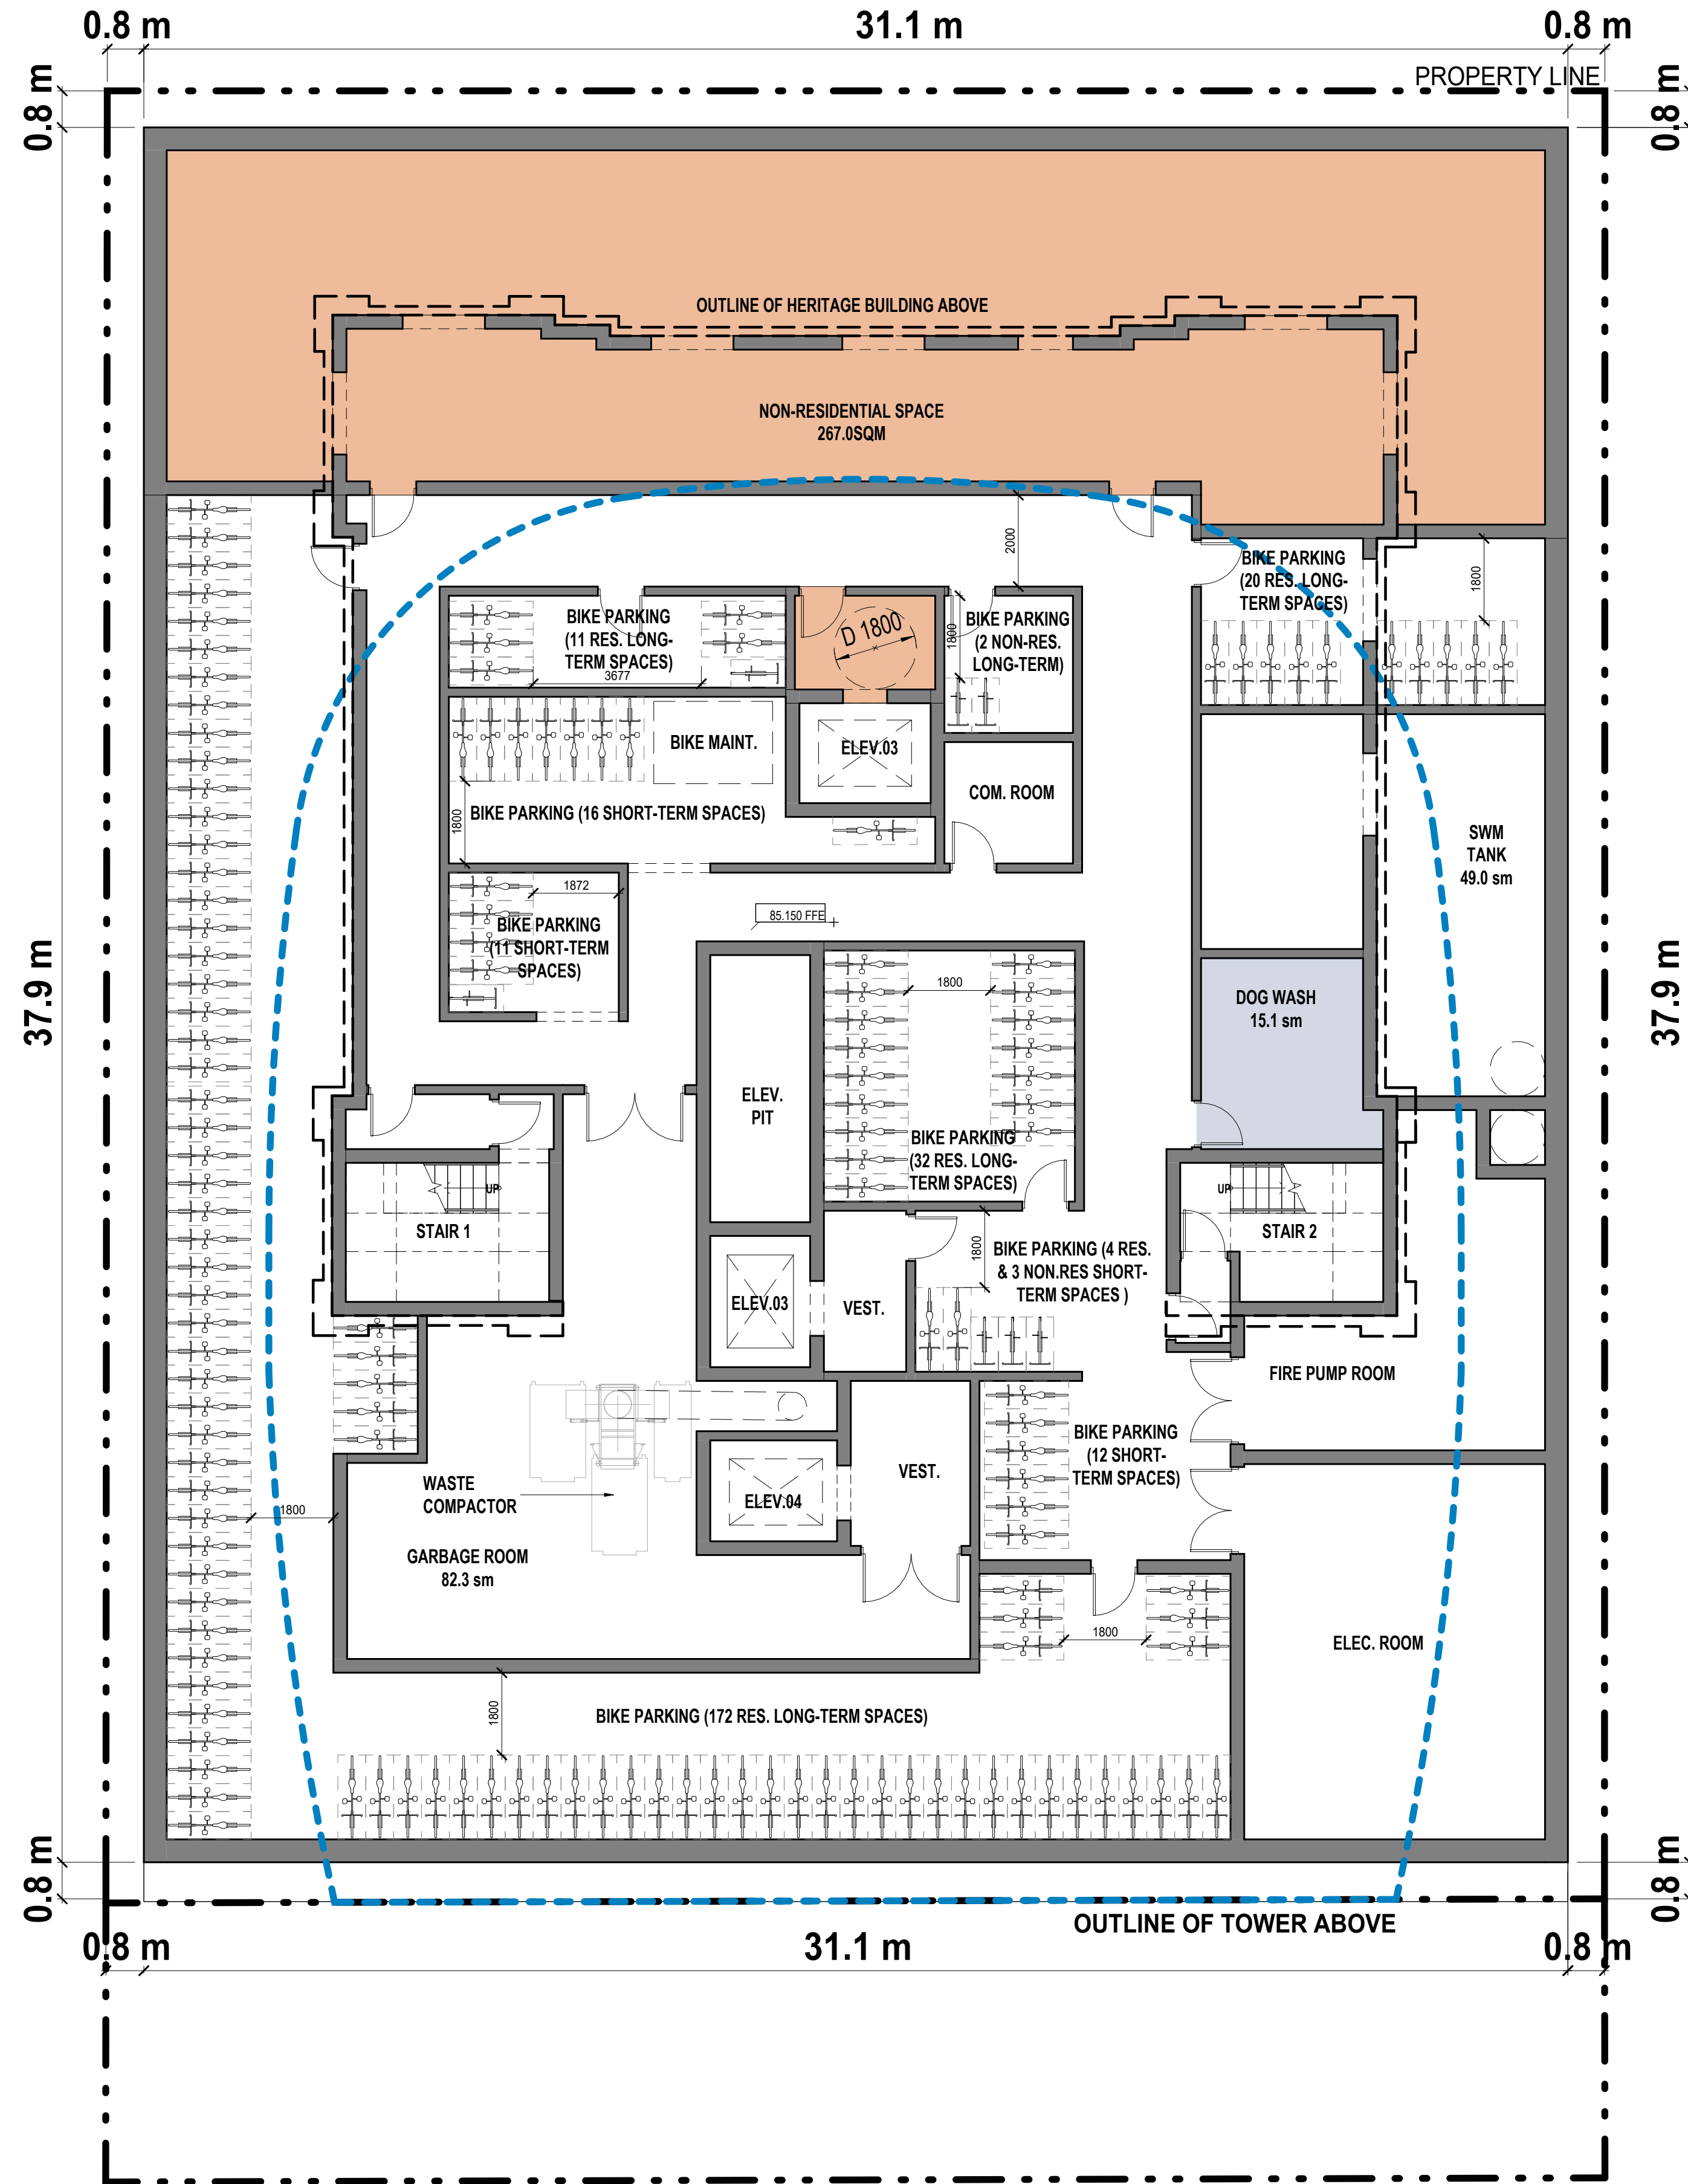 0.8 m
31.1 m
0.8 m
PROPERTY LINE
0.8 m
0.8 m
OUTLINE OF HERITAGE BUILDING ABOVE
NON-RESIDENTIAL SPACE
267.0SQM
2000
BIKE PARKING
(20 RES. LONG-
TERM SPACES)
1800
BIKE PARKING
(11 RES. LONG-
TERM SPACES)
3677
D 1800
1800
BIKE PARKING
(2 NON-RES.
LONG-TERM)
BIKE MAINT.
ELEV.03
COM. ROOM
1800
BIKE PARKING (16 SHORT-TERM SPACES)
SWM
TANK
49.0 sm
1872
BIKE PARKING
(11 SHORT-TERM
SPACES)
85.150 FFE
37.9 m
37.9 m
1800
DOG WASH
15.1 sm
ELEV.
PIT
BIKE PARKING
(32 RES. LONG-
TERM SPACES)
UP
STAIR 1
UP
STAIR 2
1800
BIKE PARKING (4 RES.
& 3 NON.RES SHORT-
TERM SPACES )
ELEV.03
VEST.
FIRE PUMP ROOM
BIKE PARKING
(12 SHORT-
TERM SPACES)
VEST.
WASTE
COMPACTOR
ELEV.04
1800
GARBAGE ROOM
82.3 sm
1800
ELEC. ROOM
1800
BIKE PARKING (172 RES. LONG-TERM SPACES)
0.8 m
0.8 m
OUTLINE OF TOWER ABOVE
0.8 m
31.1 m
0.8 m